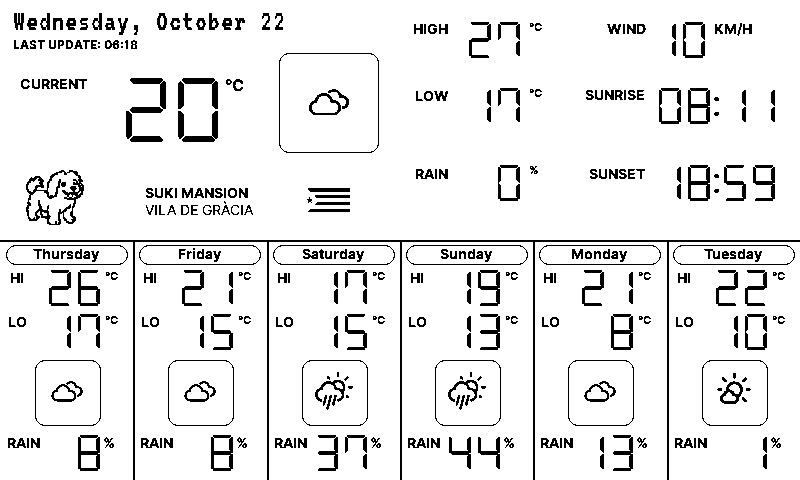 Wednesday, October 22
LAST UPDATE: 06:18
CURRENT 20 °C
SUKI MANSION
VILA DE GRÀCIA
HIGH 27 °C
WIND 10 KM/H
LOW 17 °C
SUNRISE 08:11
RAIN 0 %
SUNSET 18:59
Thursday
HI 26 °C
LO 17 °C
RAIN 8 %
Friday
HI 21 °C
LO 15 °C
RAIN 8 %
Saturday
HI 17 °C
LO 15 °C
RAIN 37 %
Sunday
HI 19 °C
LO 13 °C
RAIN 44 %
Monday
HI 21 °C
LO 8 °C
RAIN 13 %
Tuesday
HI 22 °C
LO 10 °C
RAIN 1 %